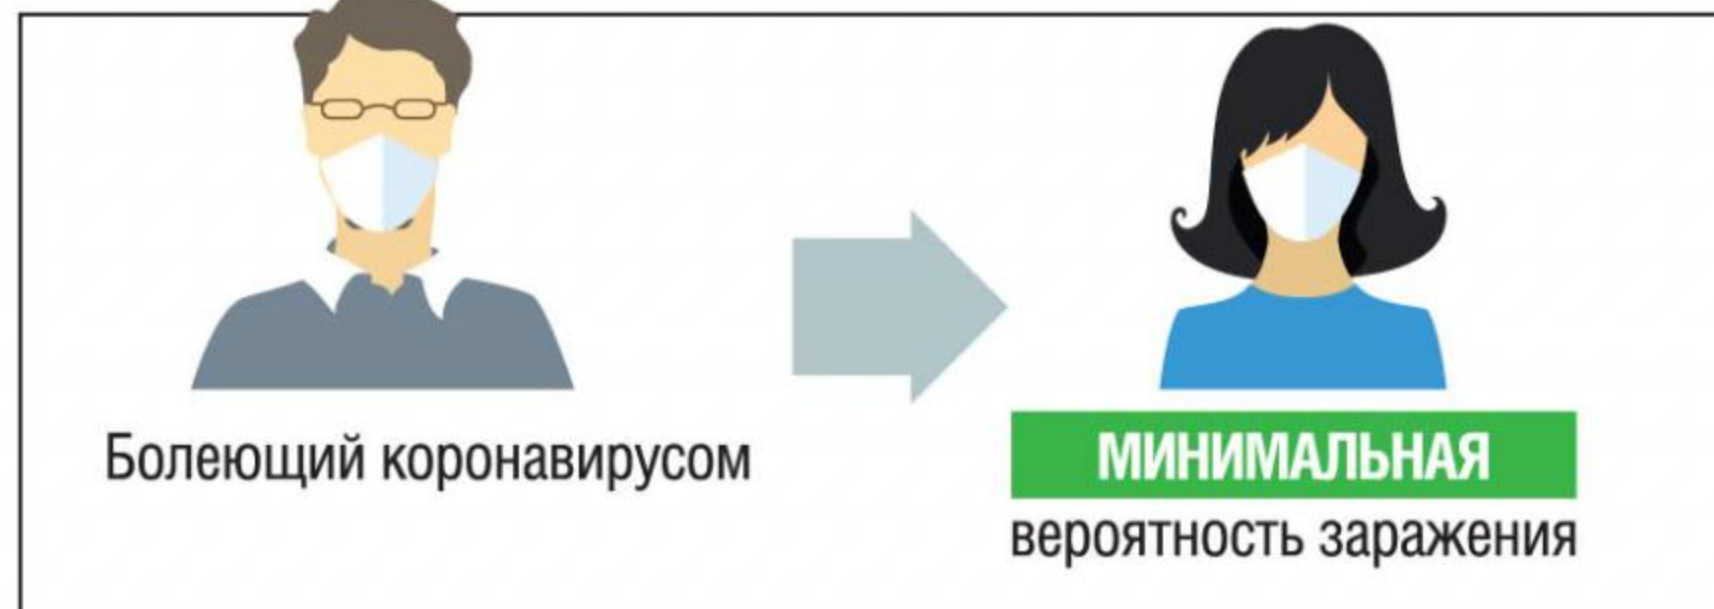 Болеющий коронавирусом
МИНИМАЛЬНАЯ
вероятность заражения